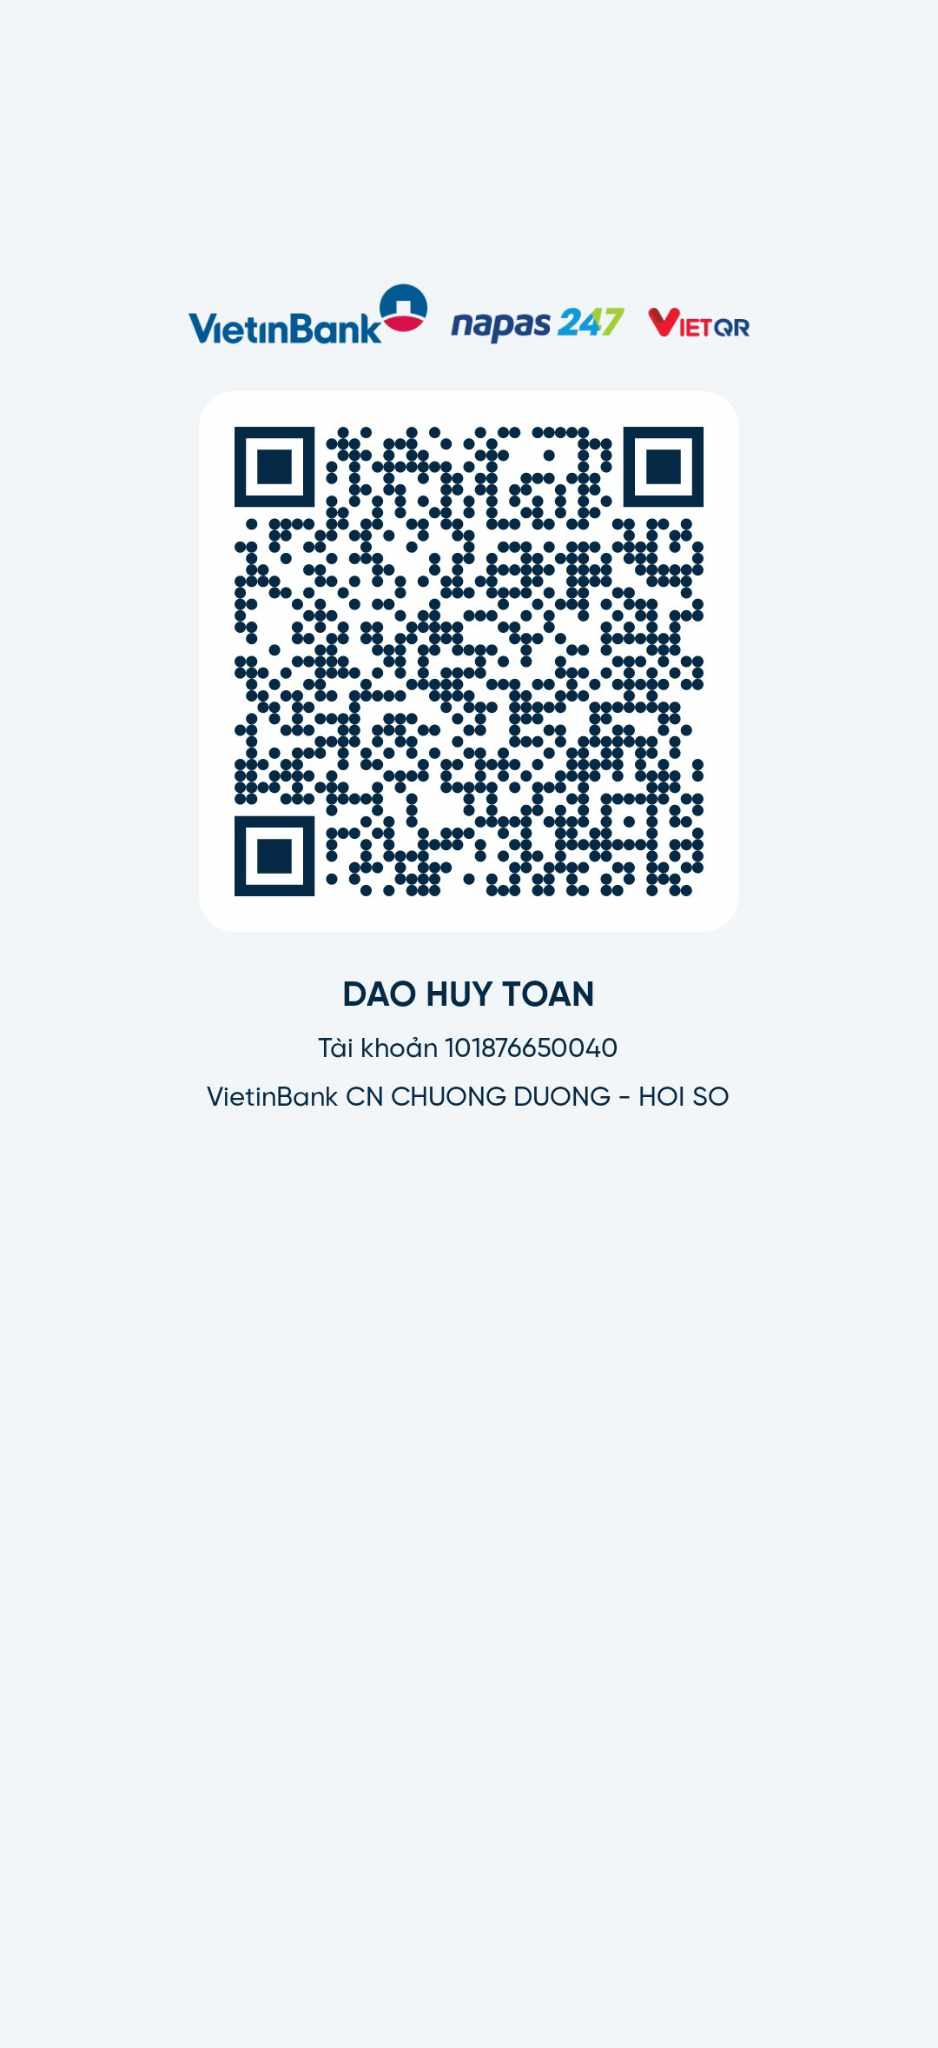 VietinBank napas 247 VIETQR
DAO HUY TOAN
Tài khoản 101876650040
VietinBank CN CHUONG DUONG - HOI SO